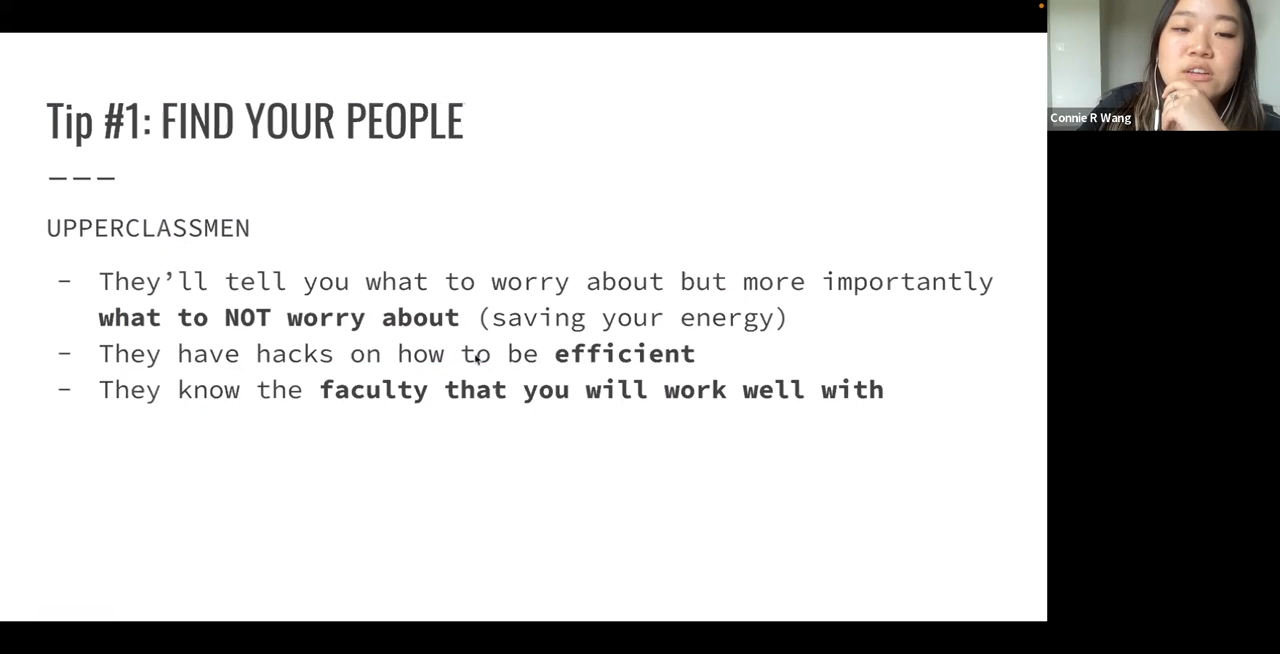 Tip #1: FIND YOUR PEOPLE
———
UPPERCLASSMEN
- They’ll tell you what to worry about but more importantly
what to NOT worry about (saving your energy)
- They have hacks on how to be efficient
- They know the faculty that you will work well with
Connie R Wang